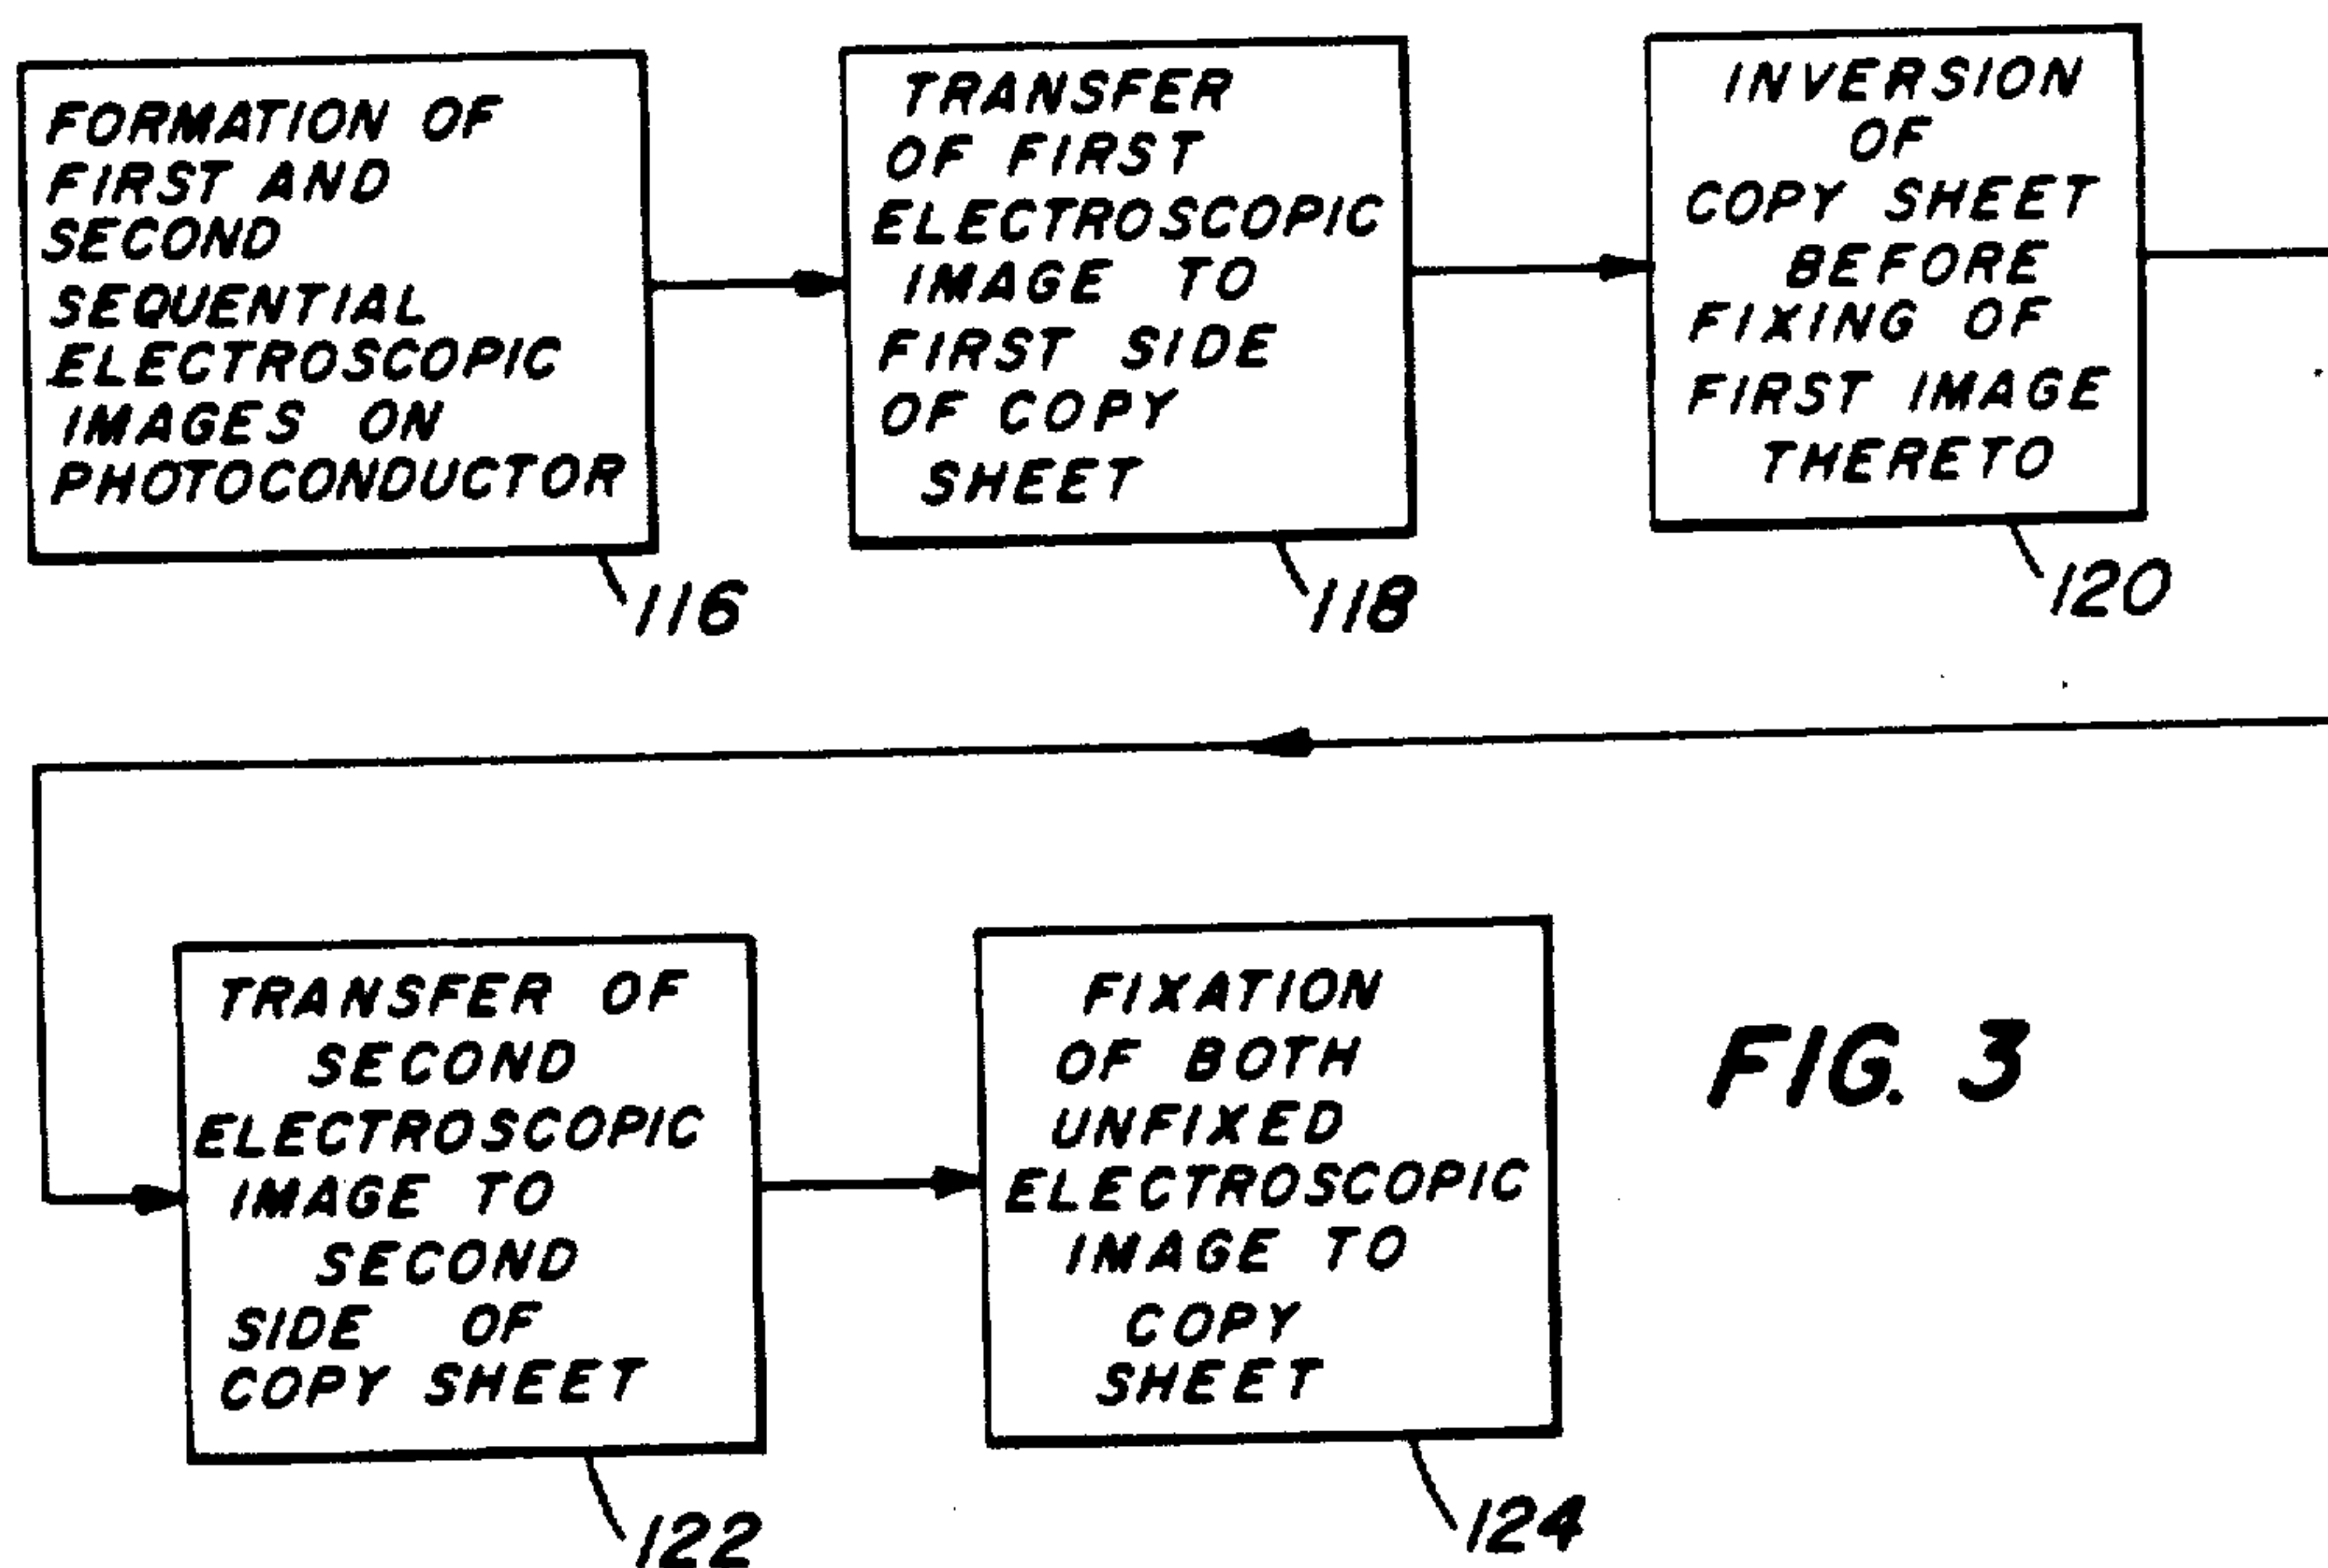 FORMATION OF
FIRST AND
SECOND
SEQUENTIAL
ELECTROSCOPIC
IMAGES ON
PHOTOCONDUCTOR
116
TRANSFER
OF FIRST
ELECTROSCOPIC
IMAGE TO
FIRST SIDE
OF COPY
SHEET
118
INVERSION
OF
COPY SHEET
BEFORE
FIXING OF
FIRST IMAGE
THERETO
120
TRANSFER OF
SECOND
ELECTROSCOPIC
IMAGE TO
SECOND
SIDE OF
COPY SHEET
122
FIXATION
OF BOTH
UNFIXED
ELECTROSCOPIC
IMAGE TO
COPY
SHEET
124
FIG. 3